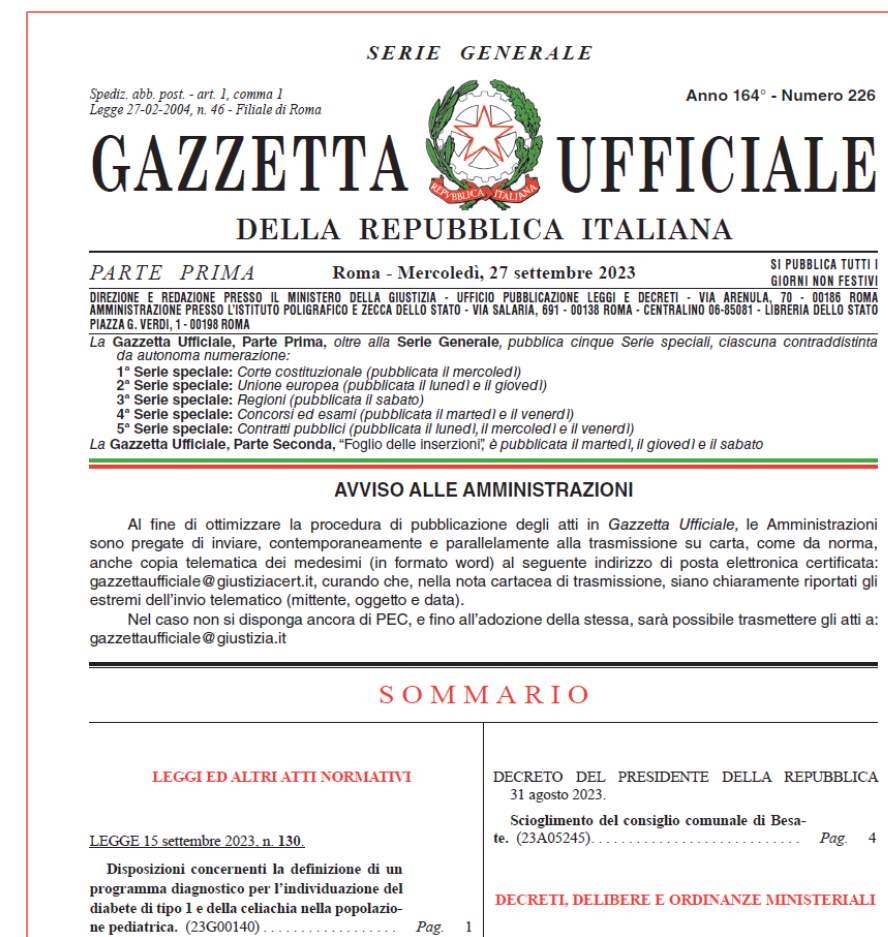 SERIE GENERALE
Spediz. abb. post. - art. 1, comma 1
Legge 27-02-2004, n. 46 - Filiale di Roma
Anno 164° - Numero 226
GAZZETTA UFFICIALE
REPUBBLICA ITALIANA
DELLA REPUBBLICA ITALIANA
PARTE PRIMA
Roma - Mercoledì, 27 settembre 2023
SI PUBBLICA TUTTI I
GIORNI NON FESTIVI
DIREZIONE E REDAZIONE PRESSO IL MINISTERO DELLA GIUSTIZIA - UFFICIO PUBBLICAZIONE LEGGI E DECRETI - VIA ARENULA, 70 - 00186 ROMA
AMMINISTRAZIONE PRESSO L'ISTITUTO POLIGRAFICO E ZECCA DELLO STATO - VIA SALARIA, 691 - 00138 ROMA - CENTRALINO 06-85081 - LIBRERIA DELLO STATO
PIAZZA G. VERDI, 1 - 00198 ROMA
La Gazzetta Ufficiale, Parte Prima, oltre alla Serie Generale, pubblica cinque Serie speciali, ciascuna contraddistinta
da autonoma numerazione:
1ª Serie speciale: Corte costituzionale (pubblicata il mercoledì)
2ª Serie speciale: Unione europea (pubblicata il lunedì e il giovedì)
3ª Serie speciale: Regioni (pubblicata il sabato)
4ª Serie speciale: Concorsi ed esami (pubblicata il martedì e il venerdì)
5ª Serie speciale: Contratti pubblici (pubblicata il lunedì, il mercoledì e il venerdì)
La Gazzetta Ufficiale, Parte Seconda, "Foglio delle inserzioni", è pubblicata il martedì, il giovedì e il sabato
AVVISO ALLE AMMINISTRAZIONI
Al fine di ottimizzare la procedura di pubblicazione degli atti in Gazzetta Ufficiale, le Amministrazioni
sono pregate di inviare, contemporaneamente e parallelamente alla trasmissione su carta, come da norma,
anche copia telematica dei medesimi (in formato word) al seguente indirizzo di posta elettronica certificata:
gazzettaufficiale@giustiziacert.it, curando che, nella nota cartacea di trasmissione, siano chiaramente riportati gli
estremi dell'invio telematico (mittente, oggetto e data).
Nel caso non si disponga ancora di PEC, e fino all'adozione della stessa, sarà possibile trasmettere gli atti a:
gazzettaufficiale@giustizia.it
SOMMARIO
LEGGI ED ALTRI ATTI NORMATIVI
LEGGE 15 settembre 2023, n. 130.
Disposizioni concernenti la definizione di un
programma diagnostico per l'individuazione del
diabete di tipo 1 e della celiachia nella popolazio-
ne pediatrica. (23G00140) . . . . . . . . . . . . . . . . . . Pag. 1
DECRETO DEL PRESIDENTE DELLA REPUBBLICA
31 agosto 2023.
Scioglimento del consiglio comunale di Besa-
te. (23A05245). . . . . . . . . . . . . . . . . . . . . . . . . . . . Pag. 4
DECRETI, DELIBERE E ORDINANZE MINISTERIALI